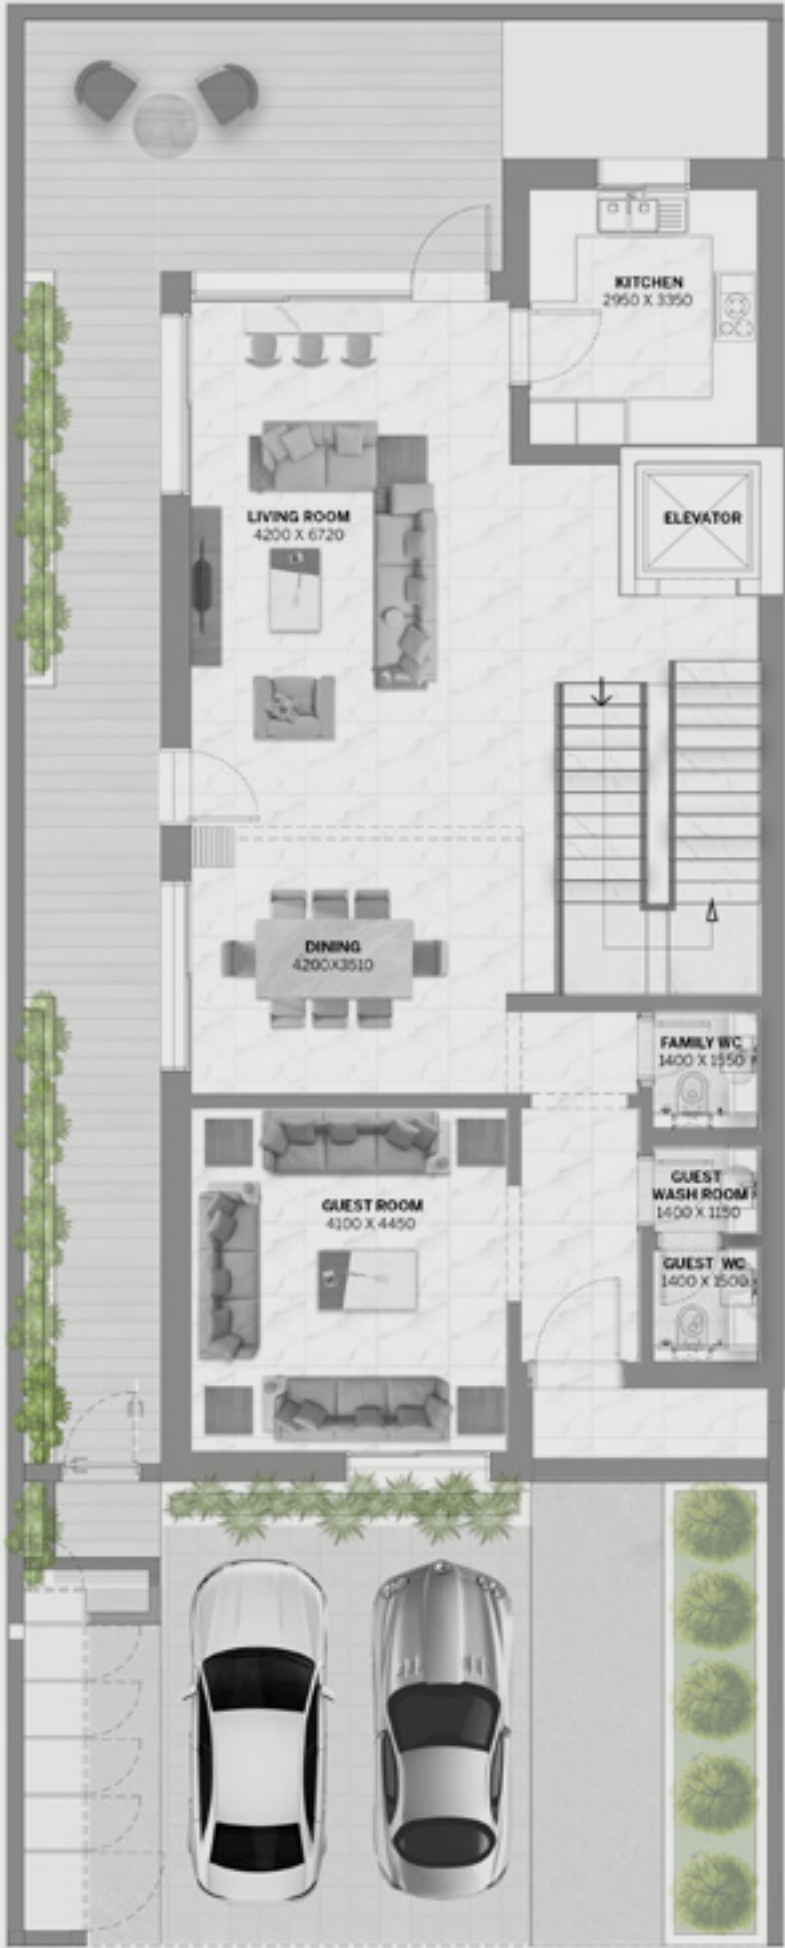 KITCHEN
2950 X 3350
ELEVATOR
LIVING ROOM
4200 X 6720
DINING
4200X3510
FAMILY WC
1400 X 1550
GUEST
WASH ROOM
1400 X 1150
GUEST ROOM
4100 X 4450
GUEST WC
1400 X 1500